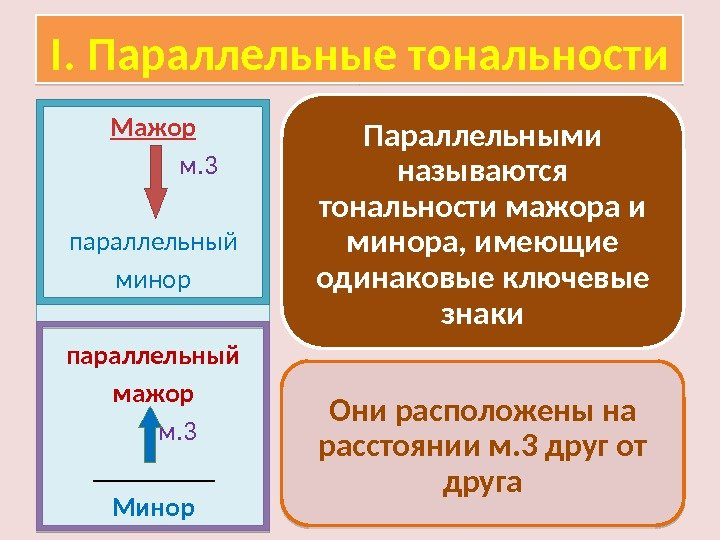 I. Параллельные тональности
Мажор
м.3
параллельный
минор
параллельный
мажор
м.3
Минор
Параллельными
называются
тональности мажора и
минора, имеющие
одинаковые ключевые
знаки
Они расположены на
расстоянии м.3 друг от
друга